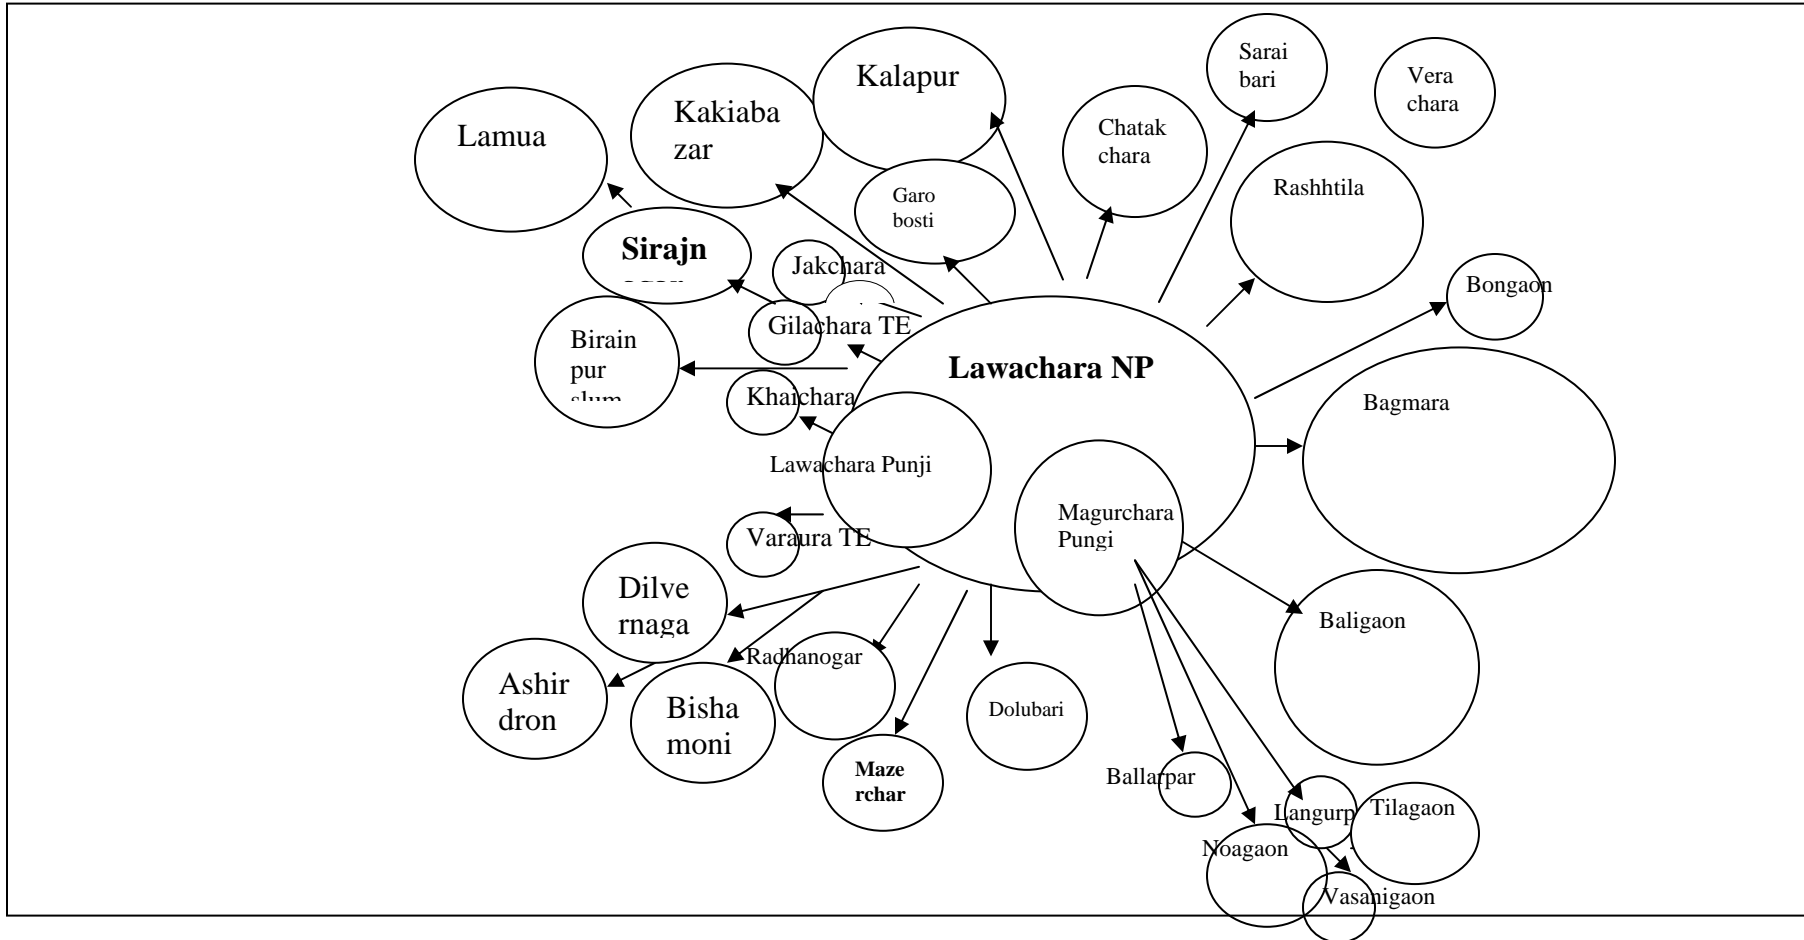 Kalapur
Sarai
bari
Vera
chara
Kakiaba
zar
Lamua
Chatak
chara
Garo
bosti
Rashhtila
Sirajn
Jakchara
Bongaon
Gilachara TE
Birain
pur
slum
Lawachara NP
Khaichara
Bagmara
Lawachara Punji
Magurchara
Pungi
Varaura TE
Dilve
rnaga
Baligaon
Radhanogar
Ashir
dron
Bisha
moni
Dolubari
Maze
rchar
Ballarpar
Langurp
Tilagaon
Noagaon
Vasanigaon